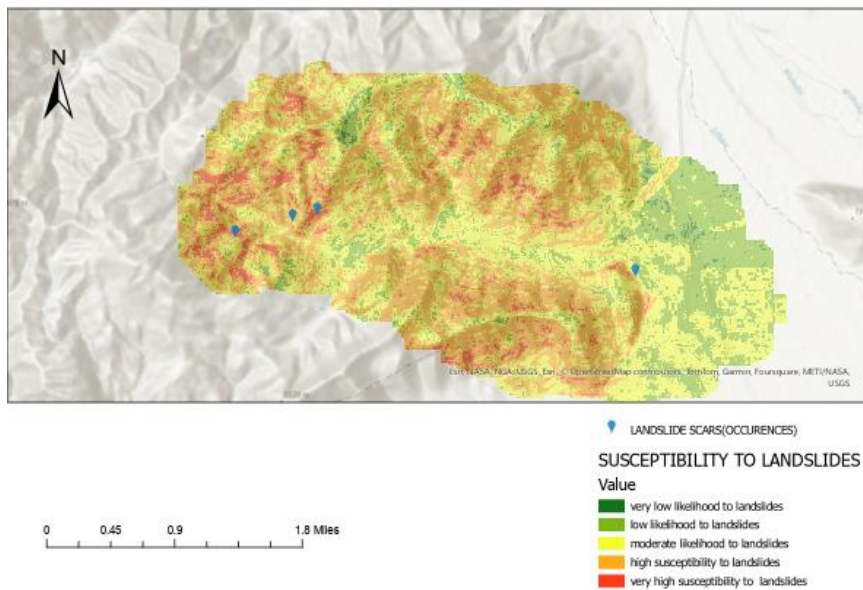 N
Esri, NASA, NGA, USGS, Esri, © OpenStreetMap contributors, TomTom, Garmin, Foursquare, METI/NASA,
USGS
LANDSLIDE SCARS(OCCURENCES)
SUSCEPTIBILITY TO LANDSLIDES
Value
very low likelihood to landslides
low likelihood to landslides
moderate likelihood to landslides
high susceptibility to landslides
very high susceptibility to landslides
0 0.45 0.9 1.8 Miles